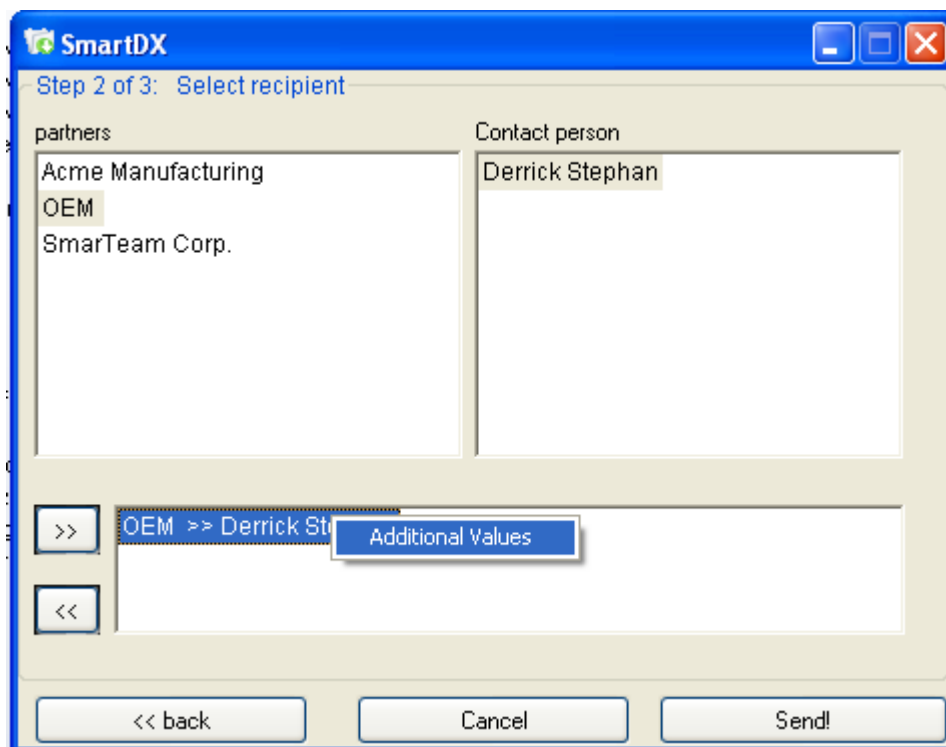 SmartDX
Step 2 of 3: Select recipient
partners
Contact person
Acme Manufacturing
OEM
SmarTeam Corp.
Derrick Stephan
>>
OEM >> Derrick
Additional Values
<<
<< back
Cancel
Send!